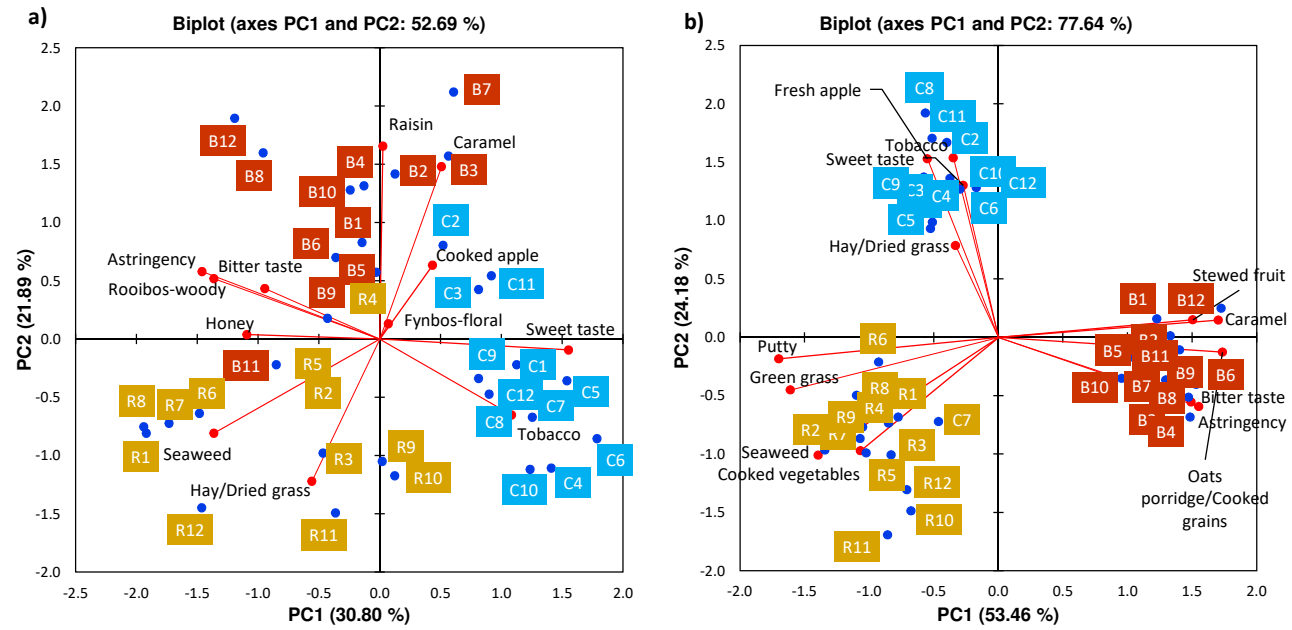 a)
Biplot (axes PC1 and PC2: 52.69 %)
2.5
2.0
1.5
1.0
0.5
0.0
-0.5
-1.0
-1.5
-2.0
-2.5 -2.0 -1.5 -1.0 -0.5 0.0 0.5 1.0 1.5 2.0
PC2 (21.89 %)
PC1 (30.80 %)
B7
B12
Raisin
Caramel
B8
B4
B2
B3
B10
B1
C2
B6
Astringency
Bitter taste
B5
Cooked apple
Rooibos-woody
B9
R4
C3
C11
Honey
Fynbos-floral
Sweet taste
B11
R5
C9
C1
R8
R7
R6
R2
C12
C7
C5
C8
R1
Seaweed
R3
R9
Tobacco
C6
Hay/Dried grass
R10
C10
C4
R12
R11
b)
Biplot (axes PC1 and PC2: 77.64 %)
2.5
2.0
1.5
1.0
0.5
0.0
-0.5
-1.0
-1.5
-2.0
-2.0 -1.5 -1.0 -0.5 0.0 0.5 1.0 1.5 2.0
PC2 (24.18 %)
PC1 (53.46 %)
Fresh apple
C8
C11
Tobacco
C2
Sweet taste
C9
C3
C4
C10
C12
C5
C6
Hay/Dried grass
Stewed fruit
B1
B12
Caramel
Putty
R6
B5
B2
B11
Green grass
B10
B7
B9
B6
R8
R1
B8
Bitter taste
R2
R9
R4
C7
B4
Astringency
R7
R3
Seaweed
Cooked vegetables
R5
R12
Oats
porridge/Cooked
grains
R10
R11